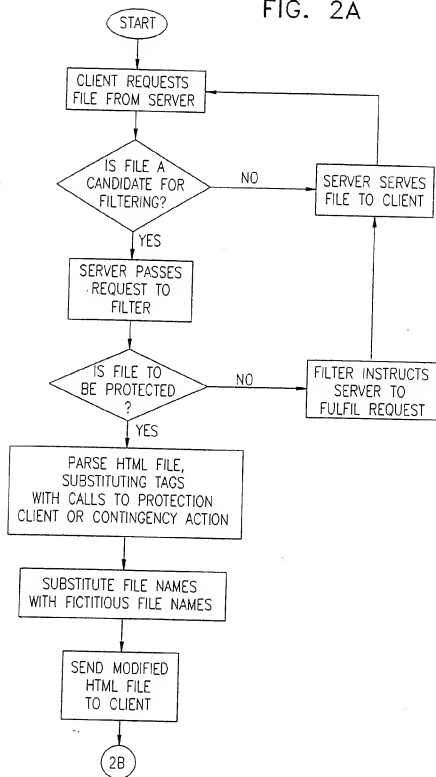 FIG. 2A
START
CLIENT REQUESTS
FILE FROM SERVER
IS FILE A
CANDIDATE FOR
FILTERING?
NO
SERVER SERVES
FILE TO CLIENT
YES
SERVER PASSES
REQUEST TO
FILTER
IS FILE TO
BE PROTECTED
?
NO
FILTER INSTRUCTS
SERVER TO
FULFIL REQUEST
YES
PARSE HTML FILE,
SUBSTITUTING TAGS
WITH CALLS TO PROTECTION
CLIENT OR CONTINGENCY ACTION
SUBSTITUTE FILE NAMES
WITH FICTITIOUS FILE NAMES
SEND MODIFIED
HTML FILE
TO CLIENT
2B